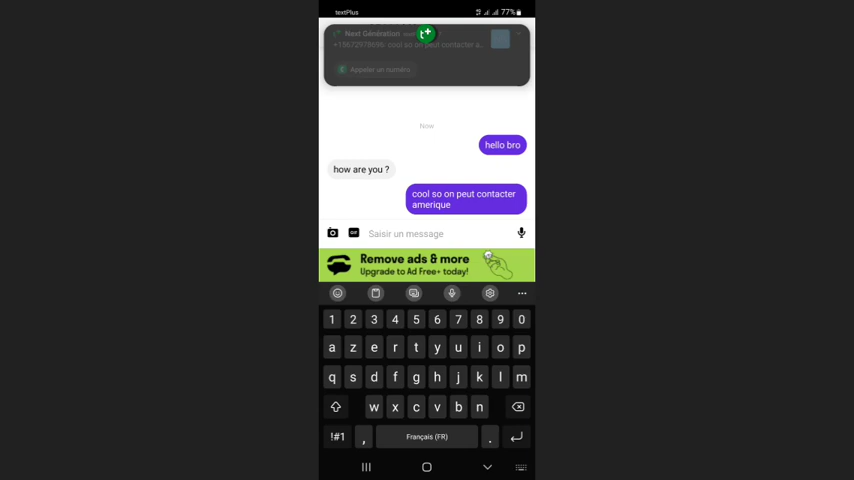 textPlus
77%
Next Génération
+15672978696: cool so on peut contacter a...
Appeler un numéro
Now
hello bro
how are you ?
cool so on peut contacter
amerique
GIF
Saisir un message
Remove ads & more
Upgrade to Ad Free+ today!
1 2 3 4 5 6 7 8 9 0
a z e r t y u i o p
q s d f g h j k l m
w x c v b n
!#1 , Français (FR) .